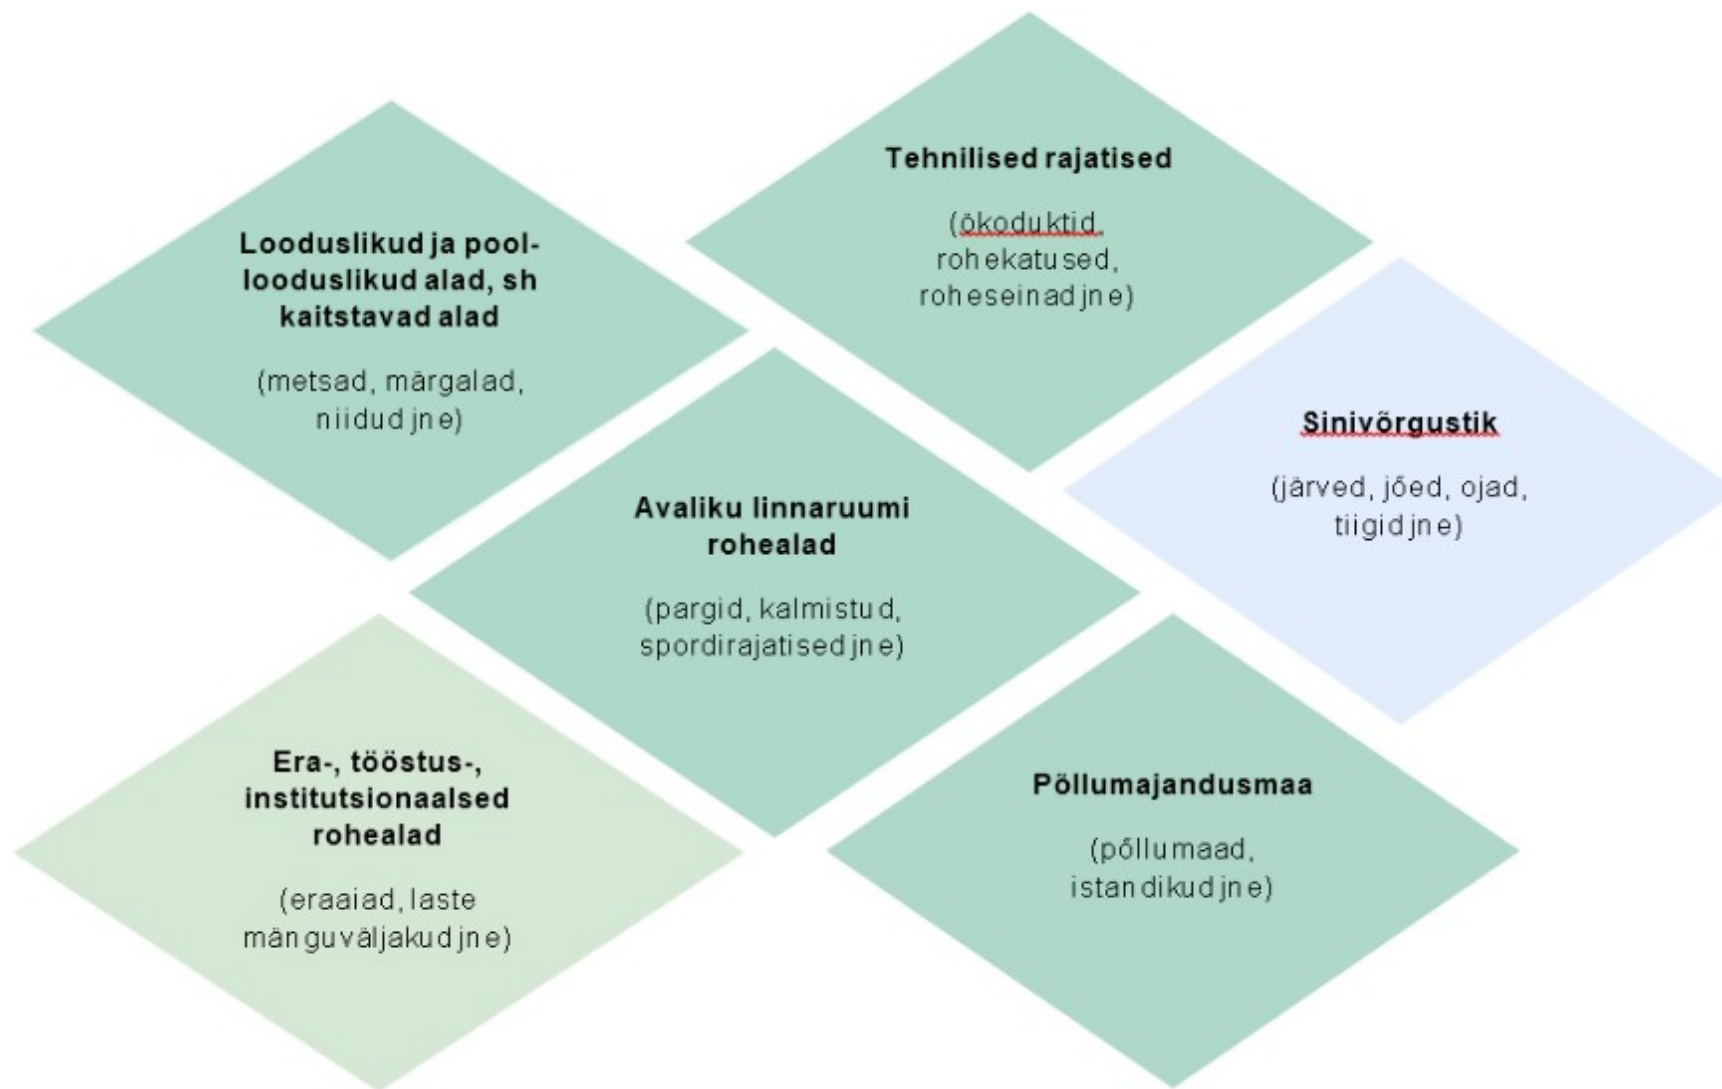 Looduslikud ja pool-
looduslikud alad, sh
kaitstavad alad
(metsad, märgalad,
niidud jne)
Tehnilised rajatised
(ökoduktid,
rohekatused,
roheseinad jne)
Sinivõrgustik
(järved, jõed, ojad,
tiigid jne)
Avaliku linnaruumi
rohealad
(pargid, kalmistud,
spordirajatised jne)
Era-, tööstus-,
institutsionaalsed
rohealad
(eraaiad, laste
mänguväljakud jne)
Põllumajandusmaa
(põllumaad,
istandikud jne)